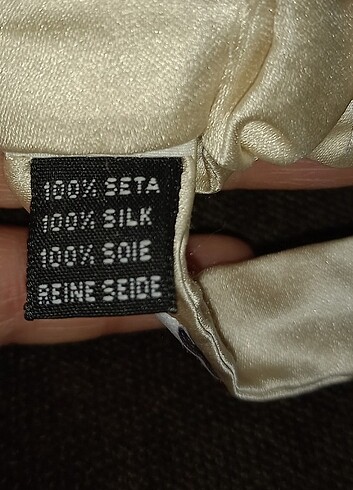 100% SETA
100% SILK
100% SOIE
REINE SEIDE